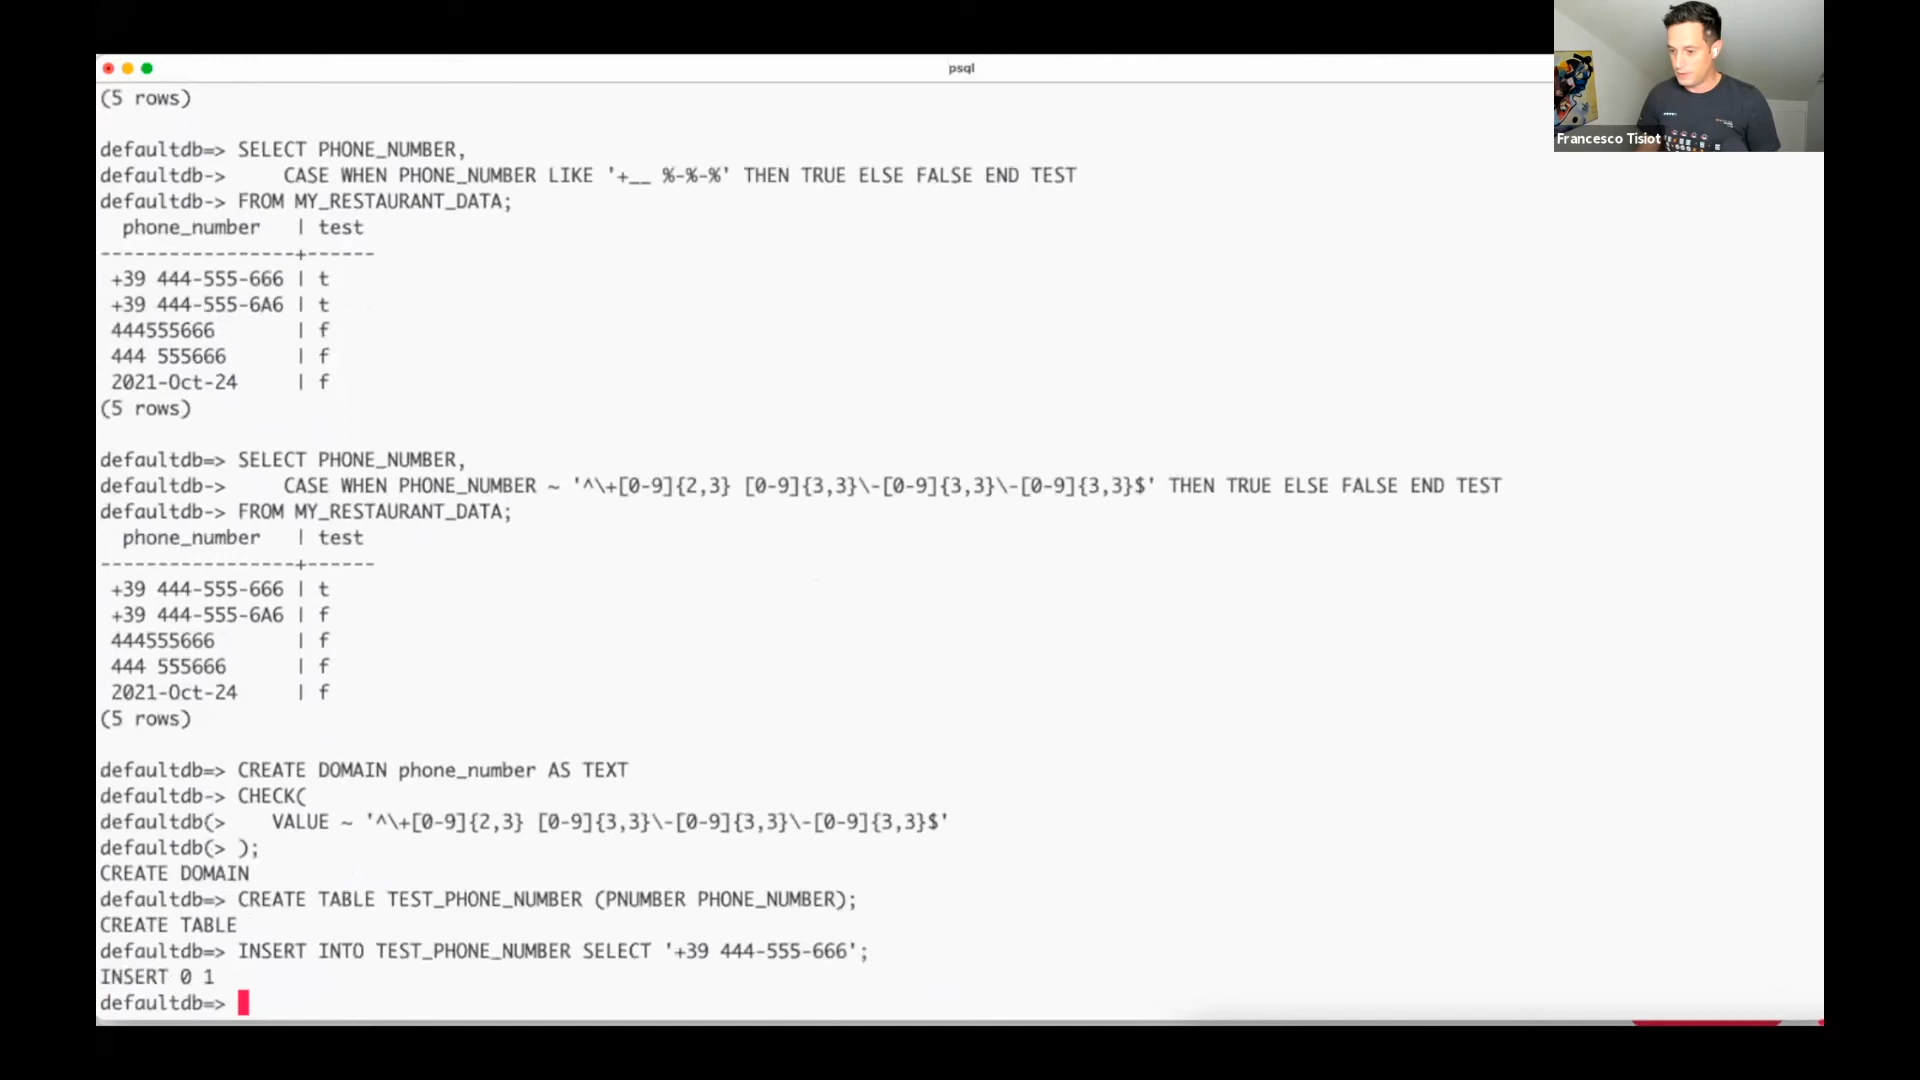 psql
Francesco Tisiot
(5 rows)
defaultdb=> SELECT PHONE_NUMBER,
defaultdb->     CASE WHEN PHONE_NUMBER LIKE '+__ %-%-%' THEN TRUE ELSE FALSE END TEST
defaultdb-> FROM MY_RESTAURANT_DATA;
  phone_number   | test
-----------------+------
 +39 444-555-666 | t
 +39 444-555-6A6 | t
 444555666       | f
 444 555666      | f
 2021-Oct-24     | f
(5 rows)
defaultdb=> SELECT PHONE_NUMBER,
defaultdb->     CASE WHEN PHONE_NUMBER ~ '^\+[0-9]{2,3} [0-9]{3,3}\-[0-9]{3,3}\-[0-9]{3,3}$' THEN TRUE ELSE FALSE END TEST
defaultdb-> FROM MY_RESTAURANT_DATA;
  phone_number   | test
-----------------+------
 +39 444-555-666 | t
 +39 444-555-6A6 | f
 444555666       | f
 444 555666      | f
 2021-Oct-24     | f
(5 rows)
defaultdb=> CREATE DOMAIN phone_number AS TEXT
defaultdb-> CHECK(
defaultdb(>    VALUE ~ '^\+[0-9]{2,3} [0-9]{3,3}\-[0-9]{3,3}\-[0-9]{3,3}$'
defaultdb(> );
CREATE DOMAIN
defaultdb=> CREATE TABLE TEST_PHONE_NUMBER (PNUMBER PHONE_NUMBER);
CREATE TABLE
defaultdb=> INSERT INTO TEST_PHONE_NUMBER SELECT '+39 444-555-666';
INSERT 0 1
defaultdb=>